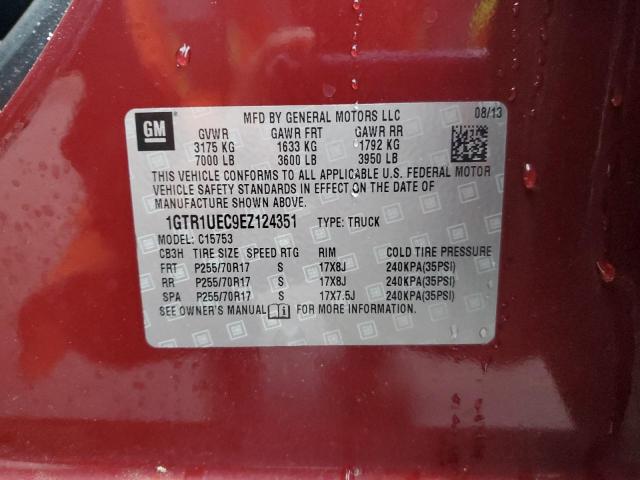 GM
MFD BY GENERAL MOTORS LLC 08/13
GVWR GAWR FRT GAWR RR
3175 KG 1633 KG 1792 KG
7000 LB 3600 LB 3950 LB
THIS VEHICLE CONFORMS TO ALL APPLICABLE U.S. FEDERAL MOTOR
VEHICLE SAFETY STANDARDS IN EFFECT ON THE DATE OF
MANUFACTURE SHOWN ABOVE.
1GTR1UEC9EZ124351 TYPE: TRUCK
MODEL: C15753
CB3H TIRE SIZE SPEED RTG RIM COLD TIRE PRESSURE
FRT P255/70R17 S 17X8J 240KPA(35PSI)
RR P255/70R17 S 17X8J 240KPA(35PSI)
SPA P255/70R17 S 17X7.5J 240KPA(35PSI)
SEE OWNER'S MANUAL FOR MORE INFORMATION.